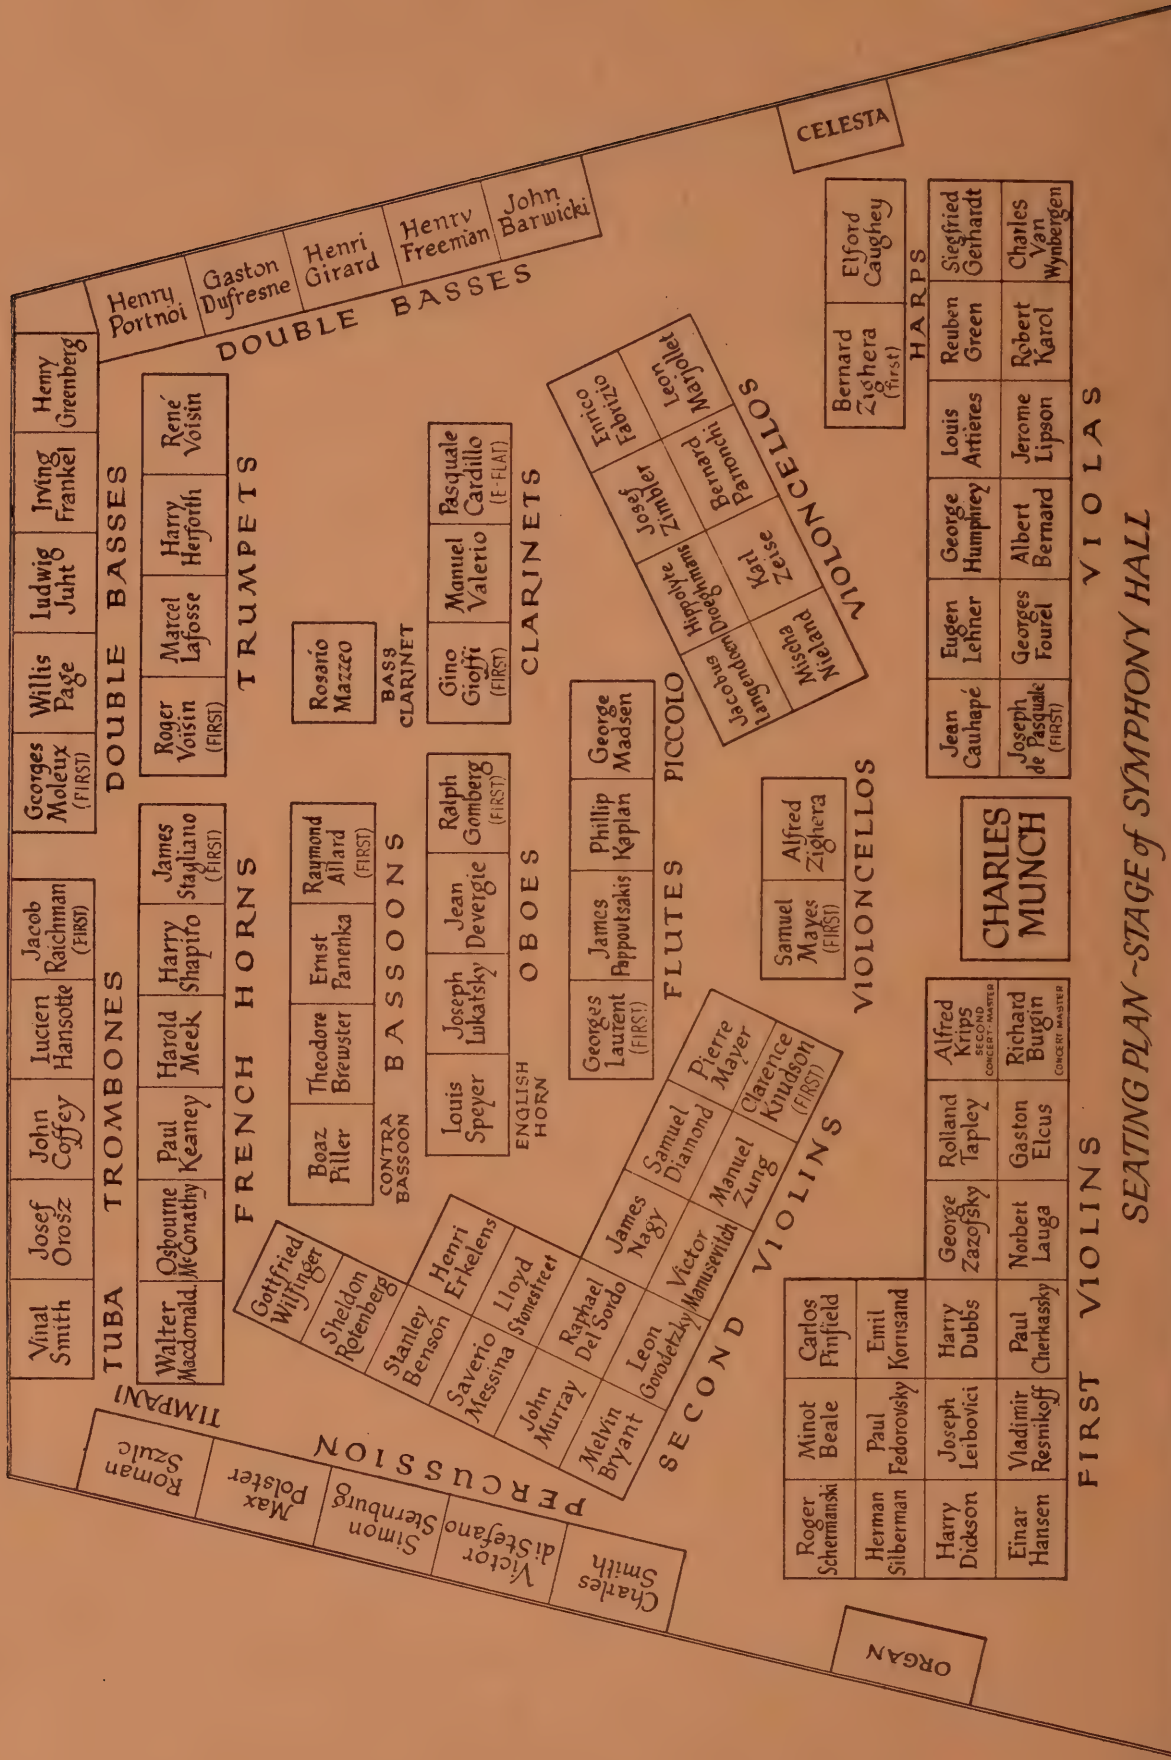 Vinal
Smith
Josef
Orosz
John
Coffey
Lucien
Hansotte
Jacob
Raichman
(FIRST)
Georges
Moleux
(FIRST)
Willis
Page
Ludwig
Juht
Irving
Frankel
Henry
Greenberg
TUBA
TROMBONES
DOUBLE BASSES
Henry
Portnoi
Gaston
Dufresne
Henri
Girard
Henry
Freeman
John
Barwicki
DOUBLE BASSES
Walter
Macdonald
Osbourne
McConathy
Paul
Keaney
Harold
Meek
Harry
Shapiro
James
Stagliano
(FIRST)
FRENCH HORNS
Roger
Voisin
(FIRST)
Marcel
Lafosse
Harry
Herforth
René
Voisin
TRUMPETS
TIMPANI
PERCUSSION
Roman
Szulc
Max
Polster
Simon
Sternburg
Victor
diStefano
Charles
Smith
Boaz
Piller
Theodore
Brewster
Ernst
Panenka
Raymond
Allard
(FIRST)
CONTRA
BASSOON
BASSOONS
Rosario
Mazzeo
BASS
CLARINET
Louis
Speyer
Joseph
Lukatsky
Jean
Devergie
Ralph
Gomberg
(FIRST)
ENGLISH
HORN
OBOES
Gino
Cioffi
(FIRST)
Manuel
Valerio
Pasquale
Cardillo
(E-FLAT)
CLARINETS
Georges
Laurent
(FIRST)
James
Pappoutsakis
Phillip
Kaplan
George
Madsen
FLUTES
PICCOLO
Gottfried
Wilfinger
Sheldon
Rotenberg
Stanley
Benson
Henri
Erkelens
Saverio
Messina
Lloyd
Stonestreet
John
Murray
Raphael
Del Sordo
James
Nagy
Samuel
Diamond
Pierre
Mayer
Melvin
Bryant
Leon
Gorodetzky
Victor
Manusevitch
Manuel
Zung
Clarence
Knudson
(FIRST)
SECOND VIOLINS
Samuel
Mayes
(FIRST)
Alfred
Zighera
VIOLONCELLOS
Jacobus
Langendoen
Hippolyte
Droeghmans
Josef
Zimbler
Enrico
Fabrizio
Mischa
Nieland
Karl
Zeise
Bernard
Parronchi
Leon
Marjollet
VIOLONCELLOS
CELESTA
Bernard
Zighera
(first)
Elford
Caughey
HARPS
Jean
Cauhapé
Eugen
Lehner
George
Humphrey
Louis
Artieres
Reuben
Green
Siegfried
Gerhardt
Joseph
de Pasquale
(FIRST)
Georges
Fourel
Albert
Bernard
Jerome
Lipson
Robert
Karol
Charles
Van
Wynbergen
VIOLAS
CHARLES
MUNCH
Roger
Schermanski
Minot
Beale
Carlos
Pinfield
Herman
Silberman
Paul
Fedorovsky
Emil
Kornsand
Harry
Dickson
Joseph
Leibovici
Harry
Dubbs
George
Zazofsky
Rolland
Tapley
Alfred
Krips
SECOND
CONCERT-MASTER
Einar
Hansen
Vladimir
Resnikoff
Paul
Cherkassky
Norbert
Lauga
Gaston
Elcus
Richard
Burgin
CONCERT MASTER
FIRST VIOLINS
ORGAN
SEATING PLAN ~ STAGE of SYMPHONY HALL